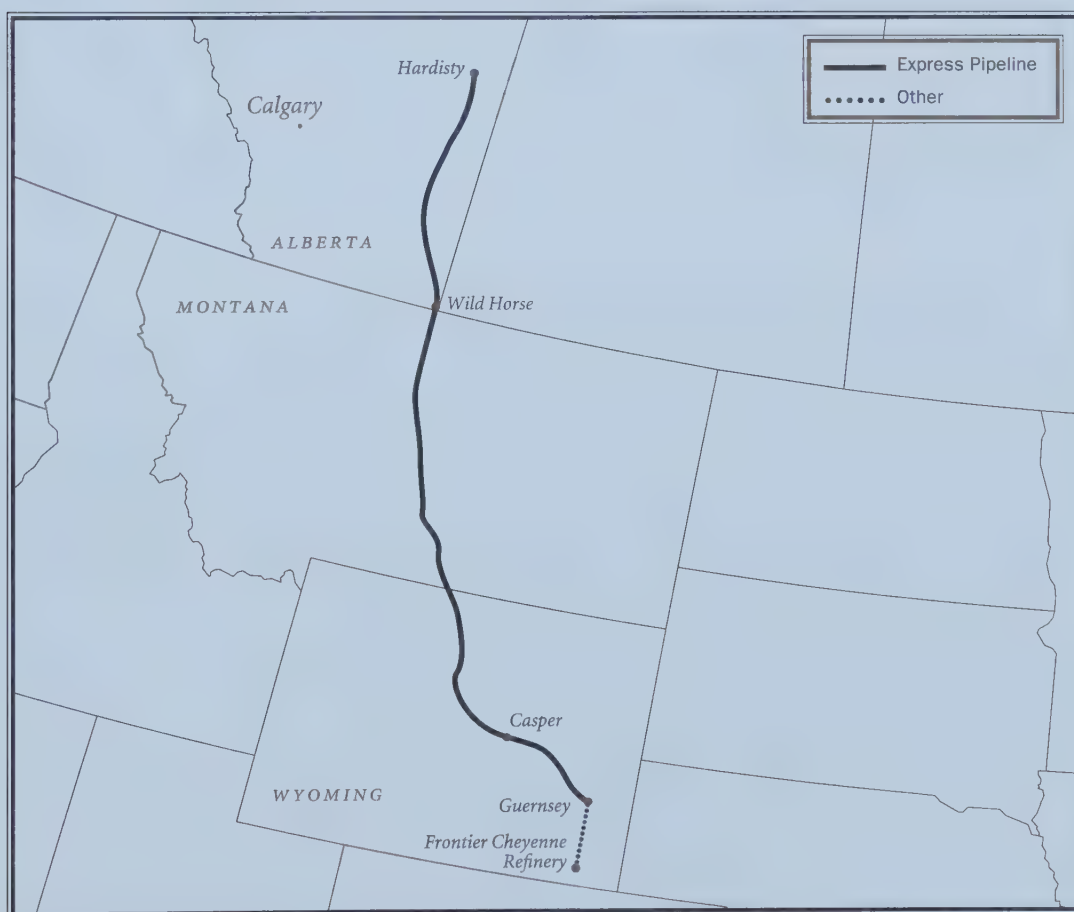 Hardisty
Express Pipeline
Other
Calgary
ALBERTA
MONTANA
Wild Horse
Casper
WYOMING
Guernsey
Frontier Cheyenne
Refinery